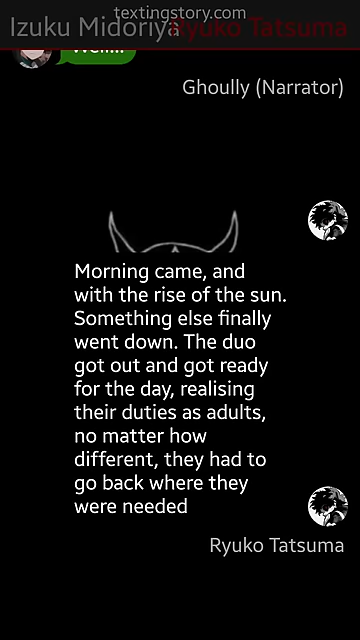 textingstory.com
Izuku Midoriya Ryuko Tatsuma
Well...
Ghoully (Narrator)
Morning came, and
with the rise of the sun.
Something else finally
went down. The duo
got out and got ready
for the day, realising
their duties as adults,
no matter how
different, they had to
go back where they
were needed
Ryuko Tatsuma